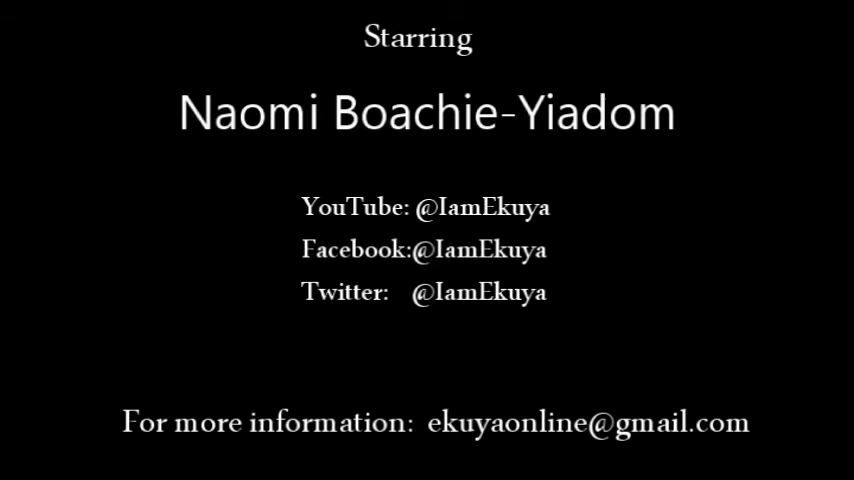 Starring
Naomi Boachie-Yiadom
YouTube: @IamEkuya
Facebook:@IamEkuya
Twitter: @IamEkuya
For more information: ekuyaonline@gmail.com